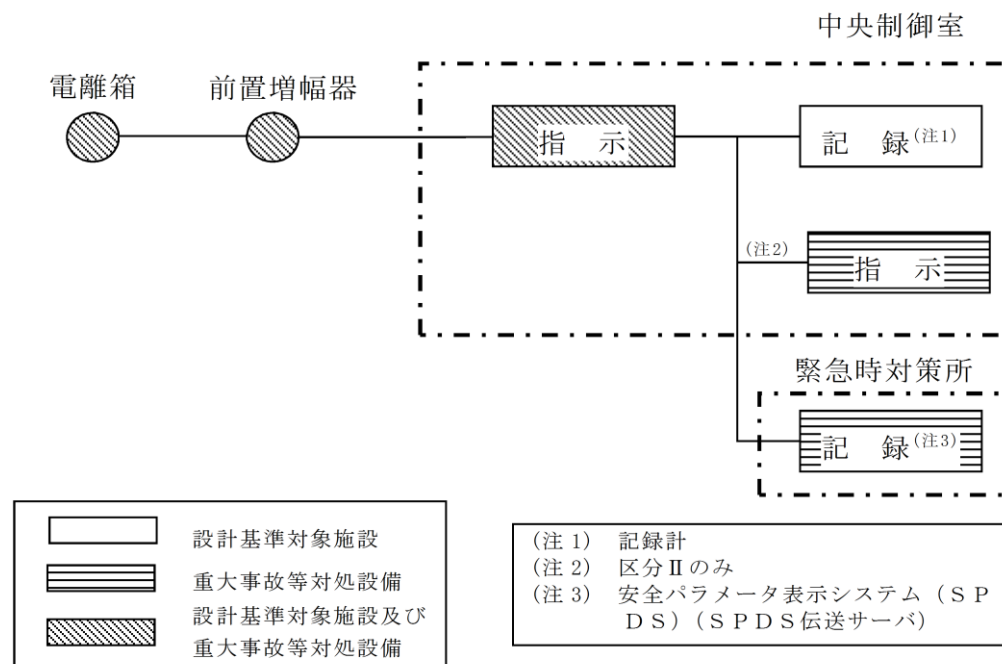 中央制御室
電離箱
前置増幅器
指 示
記 録(注1)
(注2)
指 示
緊急時対策所
記 録(注3)
設計基準対象施設
重大事故等対処設備
設計基準対象施設及び
重大事故等対処設備
(注1) 記録計
(注2) 区分Ⅱのみ
(注3) 安全パラメータ表示システム(SP
DS)(SPDS伝送サーバ)